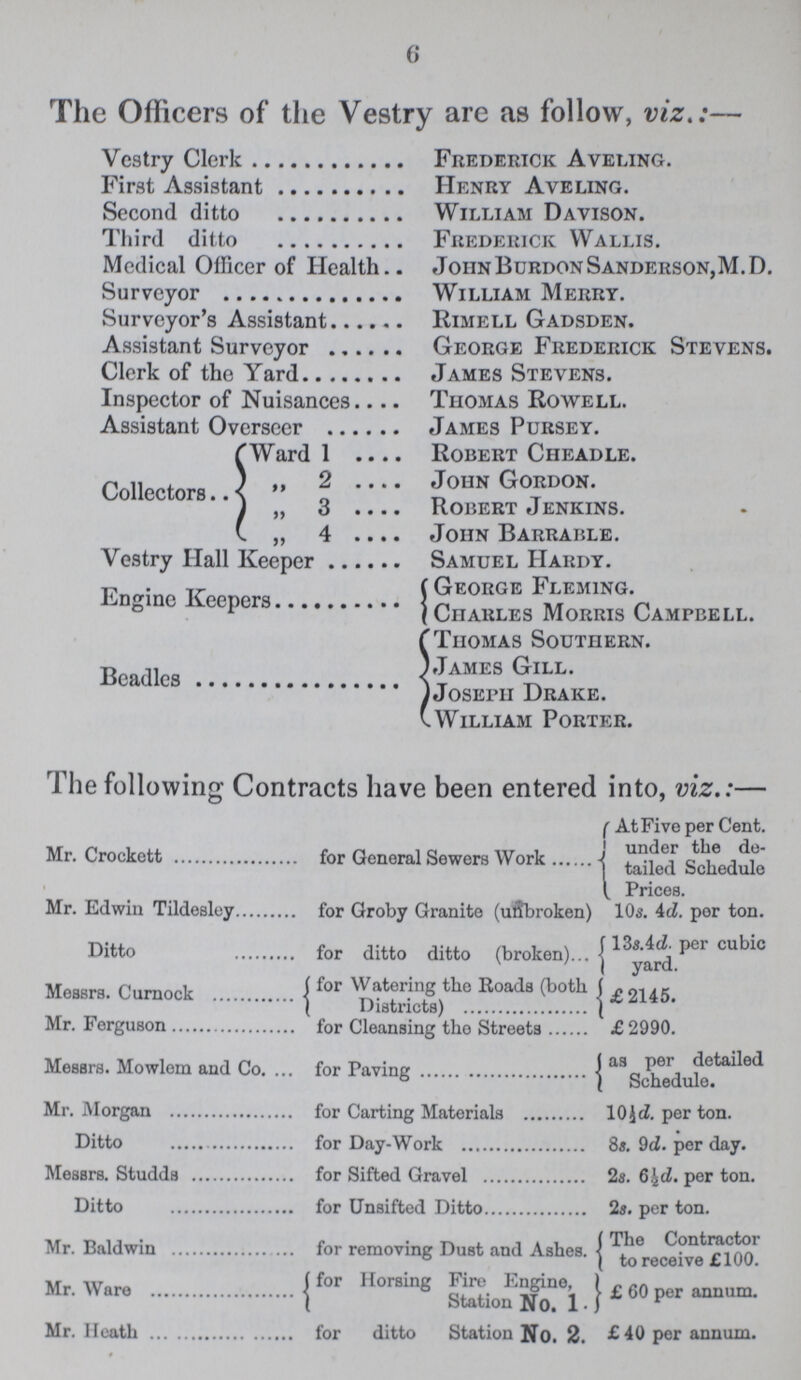 6
The Officers of the Vestry are as follow, viz.:—
Vestry Clerk ............ FREDERICK AVELING.
First Assistant .......... HENRY AVELING.
Second ditto .......... WILLIAM DAVISON.
Third ditto .......... FREDERICK WALLIS.
Medical Officer of Health.. JOHN BURDON SANDERSON, M.D.
Surveyor .............. WILLIAM MERRY.
Surveyor's Assistant...... RIMELL GADSDEN.
Assistant Surveyor ...... GEORGE FREDERICK STEVENS.
Clerk of the Yard........ JAMES STEVENS.
Inspector of Nuisances.... THOMAS ROWELL.
Assistant Overseer ...... JAMES PURSEY.
Collectors.. { Ward 1 .... ROBERT CHEADLE.
„ 2 .... JOHN GORDON.
„ 3 .... ROBERT JENKINS.
„ 4 .... JOHN BARRABLE.
Vestry Hall Keeper ...... SAMUEL HARDY.
Engine Keepers.......... { GEORGE FLEMING.
CHARLES MORRIS CAMPBELL.
Beadles ................ { THOMAS SOUTHERN.
JAMES GILL.
JOSEPH DRAKE.
WILLIAM PORTER.
The following Contracts have been entered into, viz.:—
Mr. Crockett .................. for General Sewers Work ...... { At Five per Cent.
under the de-
tailed Schedule
Prices.
Mr. Edwin Tildesley......... for Groby Granite (unbroken) 10s. 4d. per ton.
Ditto ......... for ditto ditto (broken)... { 13s.4d. per cubic
yard.
Messrs. Curnock ............ { for Watering the Roads (both
Districts) .................. } £2145.
Mr. Ferguson .................. for Cleansing the Streets ...... £2990.
Messrs. Mowlem and Co. ... for Paving ........................ { as per detailed
Schedule.
Mr. Morgan .................. for Carting Materials ......... 10¼d. per ton.
Ditto .................. for Day-Work .................. 8s. 9d. per day.
Messrs. Studds ............... for Sifted Gravel ............... 2s. 6½d. per ton.
Ditto .................. for Unsifted Ditto............... 2s. per ton.
Mr. Baldwin .................. for removing Dust and Ashes. { The Contractor
to receive £100.
Mr. Ware ..................... { for Horsing Fire Engine,
Station No. 1. } £60 per annum.
Mr. Heath ..................... for ditto Station No. 2. £40 per annum.